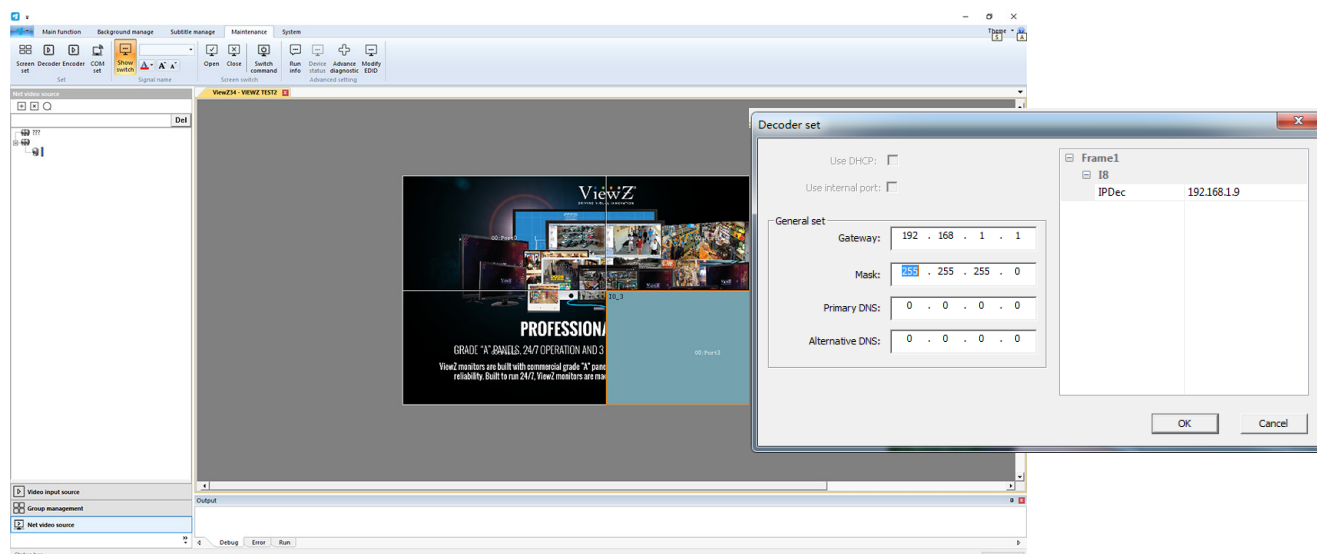 Main function Background manage Subtitle manage Maintenance System Theme
S A
Screen set Decoder Encoder COM set Show switch A A A Open Close Switch command Run info Device status Advance diagnostic Modify EDID
Set Signal name Screen switch Advanced setting
Net video source
ViewZ34 - VIEWZ TEST2
Del
???
ViewZ
OO:Port0
IO_3
PROFESSIONA
GRADE "A" PANELS, 24/7 OPERATION AND 3
ViewZ monitors are built with commercial grade "A" pane
reliability. Built to run 24/7, ViewZ monitors are ma
OO:Port3
Decoder set
X
Use DHCP:
Use internal port:
General set
Gateway: 192 . 168 . 1 . 1
Mask: 255 . 255 . 255 . 0
Primary DNS: 0 . 0 . 0 . 0
Alternative DNS: 0 . 0 . 0 . 0
Frame1
I8
IPDec 192.168.1.9
OK Cancel
Video input source
Group management
Net video source
Output
Debug Error Run